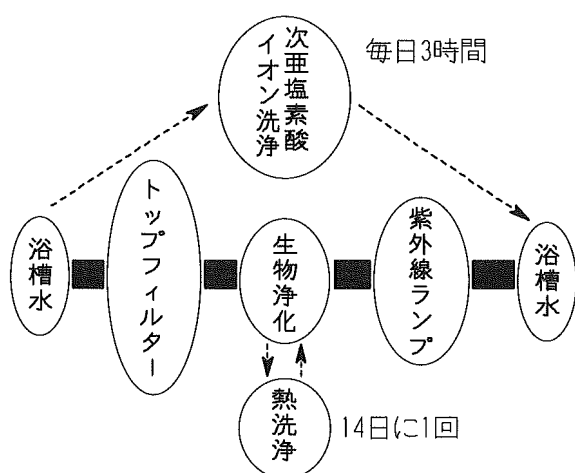 次亜塩素酸
イオン洗浄
毎日3時間
浴槽水
トップフィルター
生物浄化
紫外線ランプ
浴槽水
熱洗浄
14日に1回